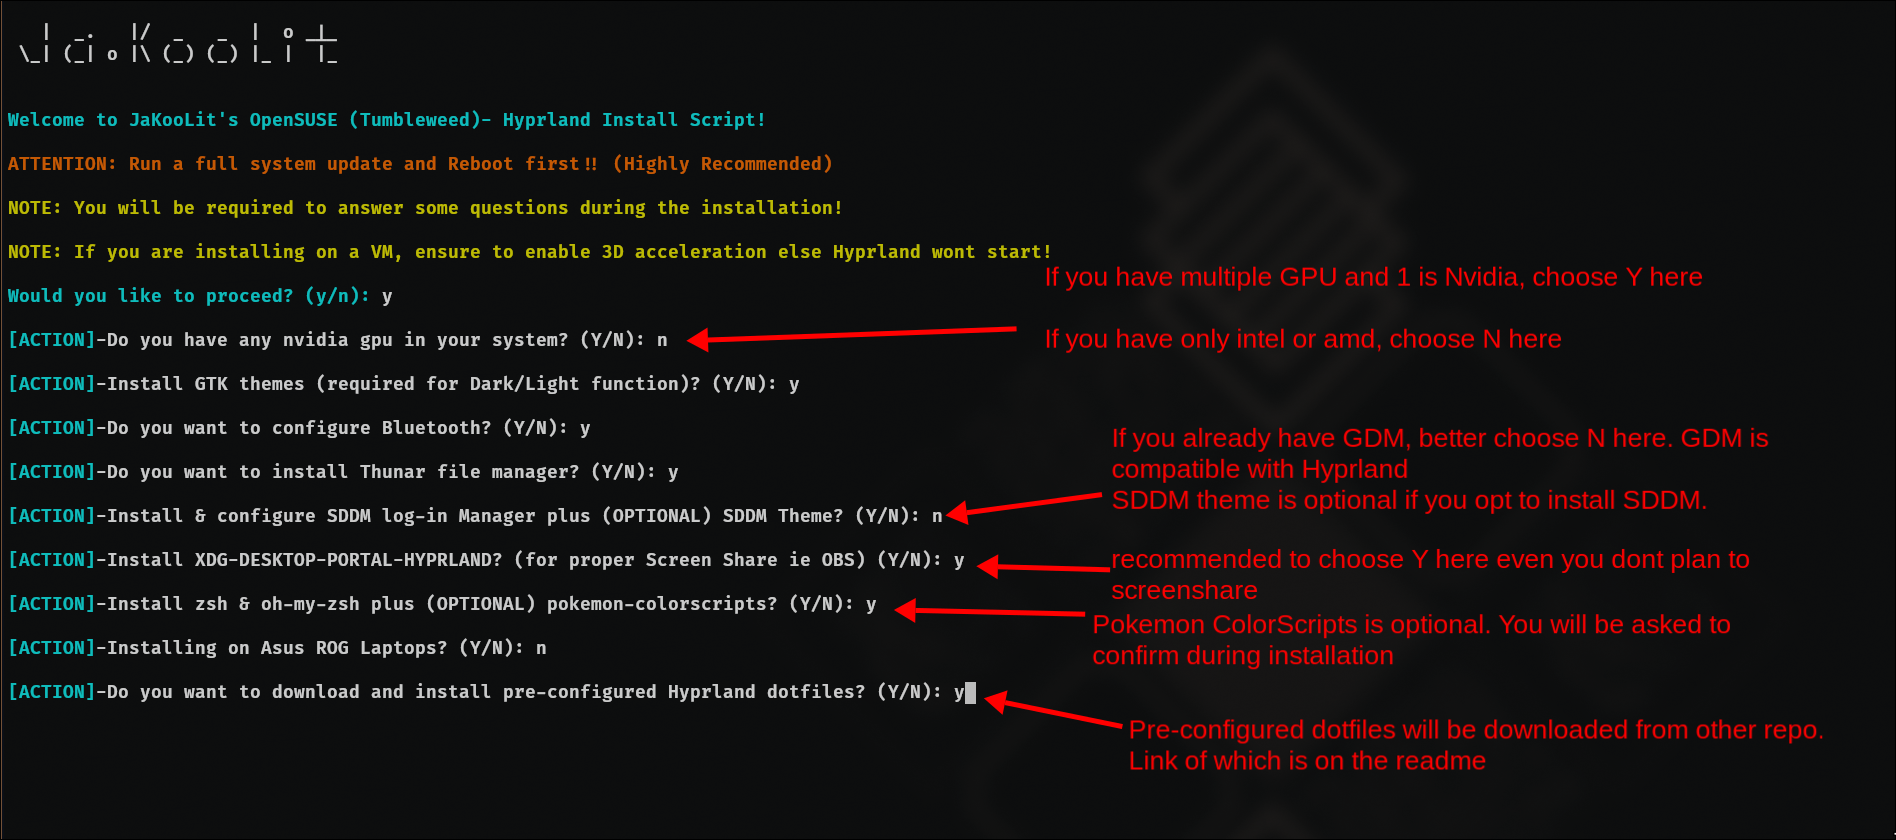 J a . K o o L i t
Welcome to JaKooLit's OpenSUSE (Tumbleweed)- Hyprland Install Script!
ATTENTION: Run a full system update and Reboot first!! (Highly Recommended)
NOTE: You will be required to answer some questions during the installation!
NOTE: If you are installing on a VM, ensure to enable 3D acceleration else Hyprland wont start!
If you have multiple GPU and 1 is Nvidia, choose Y here
Would you like to proceed? (y/n): y
[ACTION]-Do you have any nvidia gpu in your system? (Y/N): n
If you have only intel or amd, choose N here
[ACTION]-Install GTK themes (required for Dark/Light function)? (Y/N): y
[ACTION]-Do you want to configure Bluetooth? (Y/N): y
If you already have GDM, better choose N here. GDM is
compatible with Hyprland
[ACTION]-Do you want to install Thunar file manager? (Y/N): y
SDDM theme is optional if you opt to install SDDM.
[ACTION]-Install & configure SDDM log-in Manager plus (OPTIONAL) SDDM Theme? (Y/N): n
[ACTION]-Install XDG-DESKTOP-PORTAL-HYPRLAND? (for proper Screen Share ie OBS) (Y/N): y
recommended to choose Y here even you dont plan to
screenshare
[ACTION]-Install zsh & oh-my-zsh plus (OPTIONAL) pokemon-colorscripts? (Y/N): y
Pokemon ColorScripts is optional. You will be asked to
confirm during installation
[ACTION]-Installing on Asus ROG Laptops? (Y/N): n
[ACTION]-Do you want to download and install pre-configured Hyprland dotfiles? (Y/N): y
Pre-configured dotfiles will be downloaded from other repo.
Link of which is on the readme